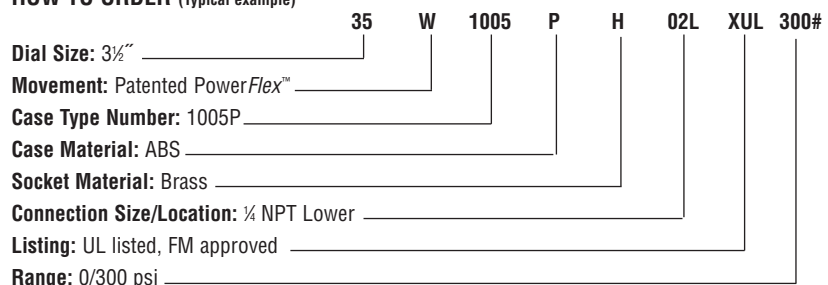 HOW TO ORDER (Typical example)
35 W 1005 P H 02L XUL 300#
Dial Size: 3½˝
Movement: Patented PowerFlex™
Case Type Number: 1005P
Case Material: ABS
Socket Material: Brass
Connection Size/Location: ¼ NPT Lower
Listing: UL listed, FM approved
Range: 0/300 psi